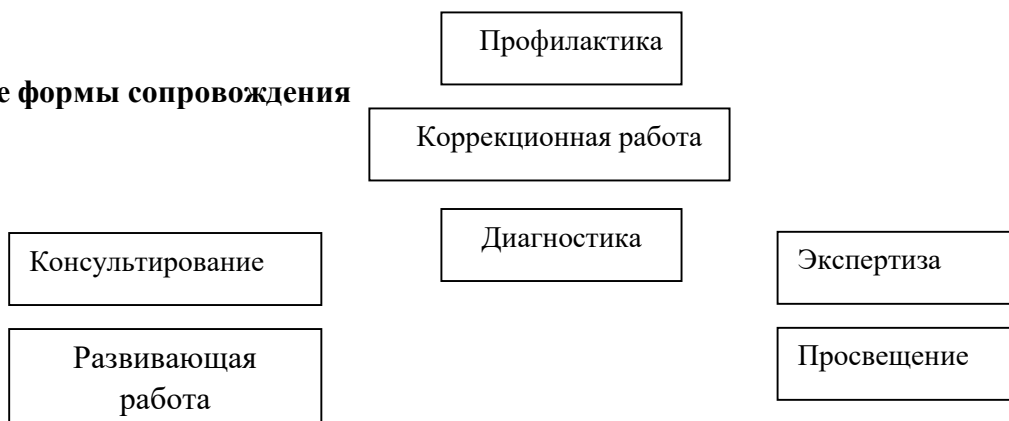 Профилактика
е формы сопровождения
Коррекционная работа
Диагностика
Консультирование
Экспертиза
Развивающая
работа
Просвещение